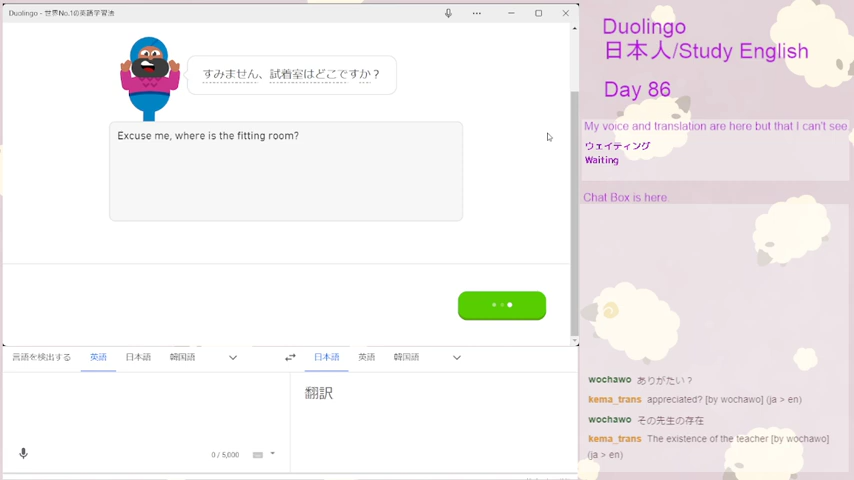 Duolingo - 世界No.1の英語学習法
すみません、試着室はどこですか？
Excuse me, where is the fitting room?
言語を検出する 英語 日本語 韓国語 日本語 英語 韓国語
翻訳
0 / 5,000
Duolingo
日本人/Study English
Day 86
My voice and translation are here but that I can't see
ウェイティング
Waiting
Chat Box is here.
wochawo ありがたい？
kema_trans appreciated? [by wochawo] (ja > en)
wochawo その先生の存在
kema_trans The existence of the teacher [by wochawo]
(ja > en)